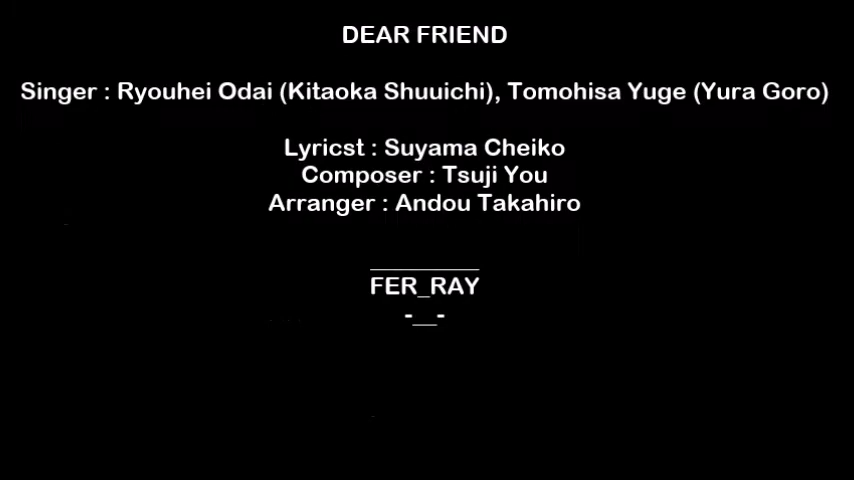 DEAR FRIEND
Singer : Ryouhei Odai (Kitaoka Shuuichi), Tomohisa Yuge (Yura Goro)
Lyricst : Suyama Cheiko
Composer : Tsuji You
Arranger : Andou Takahiro
_________
FER_RAY
-__-